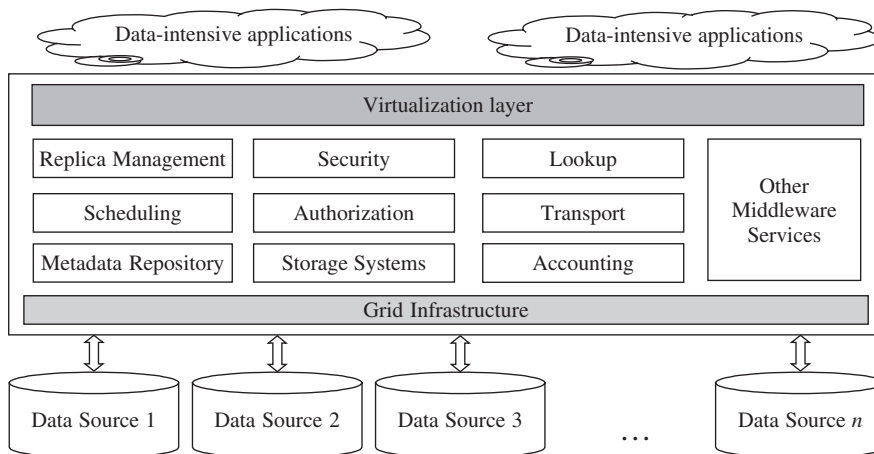 Data-intensive applications
Data-intensive applications
Virtualization layer
Replica Management
Security
Lookup
Other
Middleware
Services
Scheduling
Authorization
Transport
Metadata Repository
Storage Systems
Accounting
Grid Infrastructure
Data Source 1
Data Source 2
Data Source 3
...
Data Source n